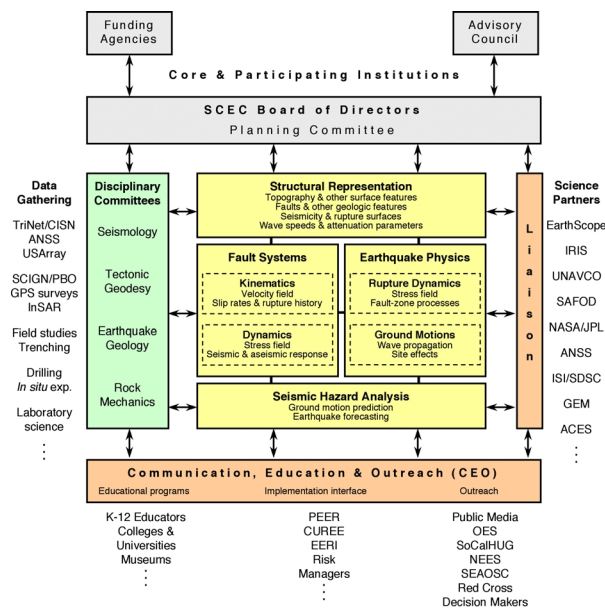 Funding
Agencies
Advisory
Council
Core & Participating Institutions
SCEC Board of Directors
Planning Committee
Data
Gathering
TriNet/CISN
ANSS
USArray
SCIGN/PBO
GPS surveys
InSAR
Field studies
Trenching
Drilling
In situ exp.
Laboratory
science
Disciplinary
Committees
Seismology
Tectonic
Geodesy
Earthquake
Geology
Rock
Mechanics
Structural Representation
Topography & other surface features
Faults & other geologic features
Seismicity & rupture surfaces
Wave speeds & attenuation parameters
Fault Systems
Kinematics
Velocity field
Slip rates & rupture history
Dynamics
Stress field
Seismic & aseismic response
Earthquake Physics
Rupture Dynamics
Stress field
Fault-zone processes
Ground Motions
Wave propagation
Site effects
Seismic Hazard Analysis
Ground motion prediction
Earthquake forecasting
Liaison
Science
Partners
EarthScope
IRIS
UNAVCO
SAFOD
NASA/JPL
ANSS
ISI/SDSC
GEM
ACES
Communication, Education & Outreach (CEO)
Educational programs
Implementation interface
Outreach
K-12 Educators
Colleges &
Universities
Museums
PEER
CUREE
EERI
Risk
Managers
Public Media
OES
SoCalHUG
NEES
SEAOSC
Red Cross
Decision Makers